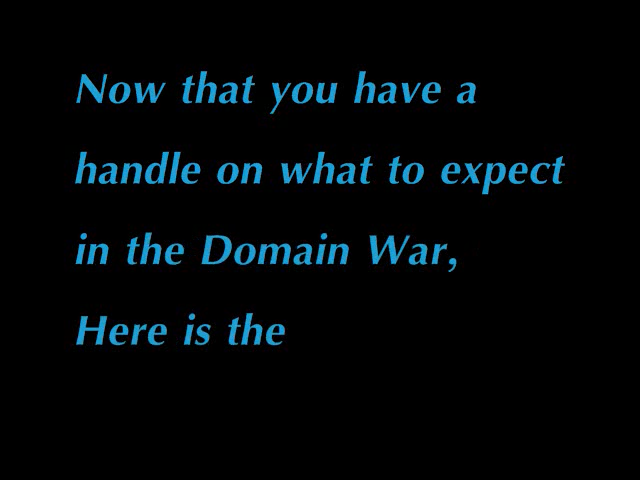 Now that you have a
handle on what to expect
in the Domain War,
Here is the